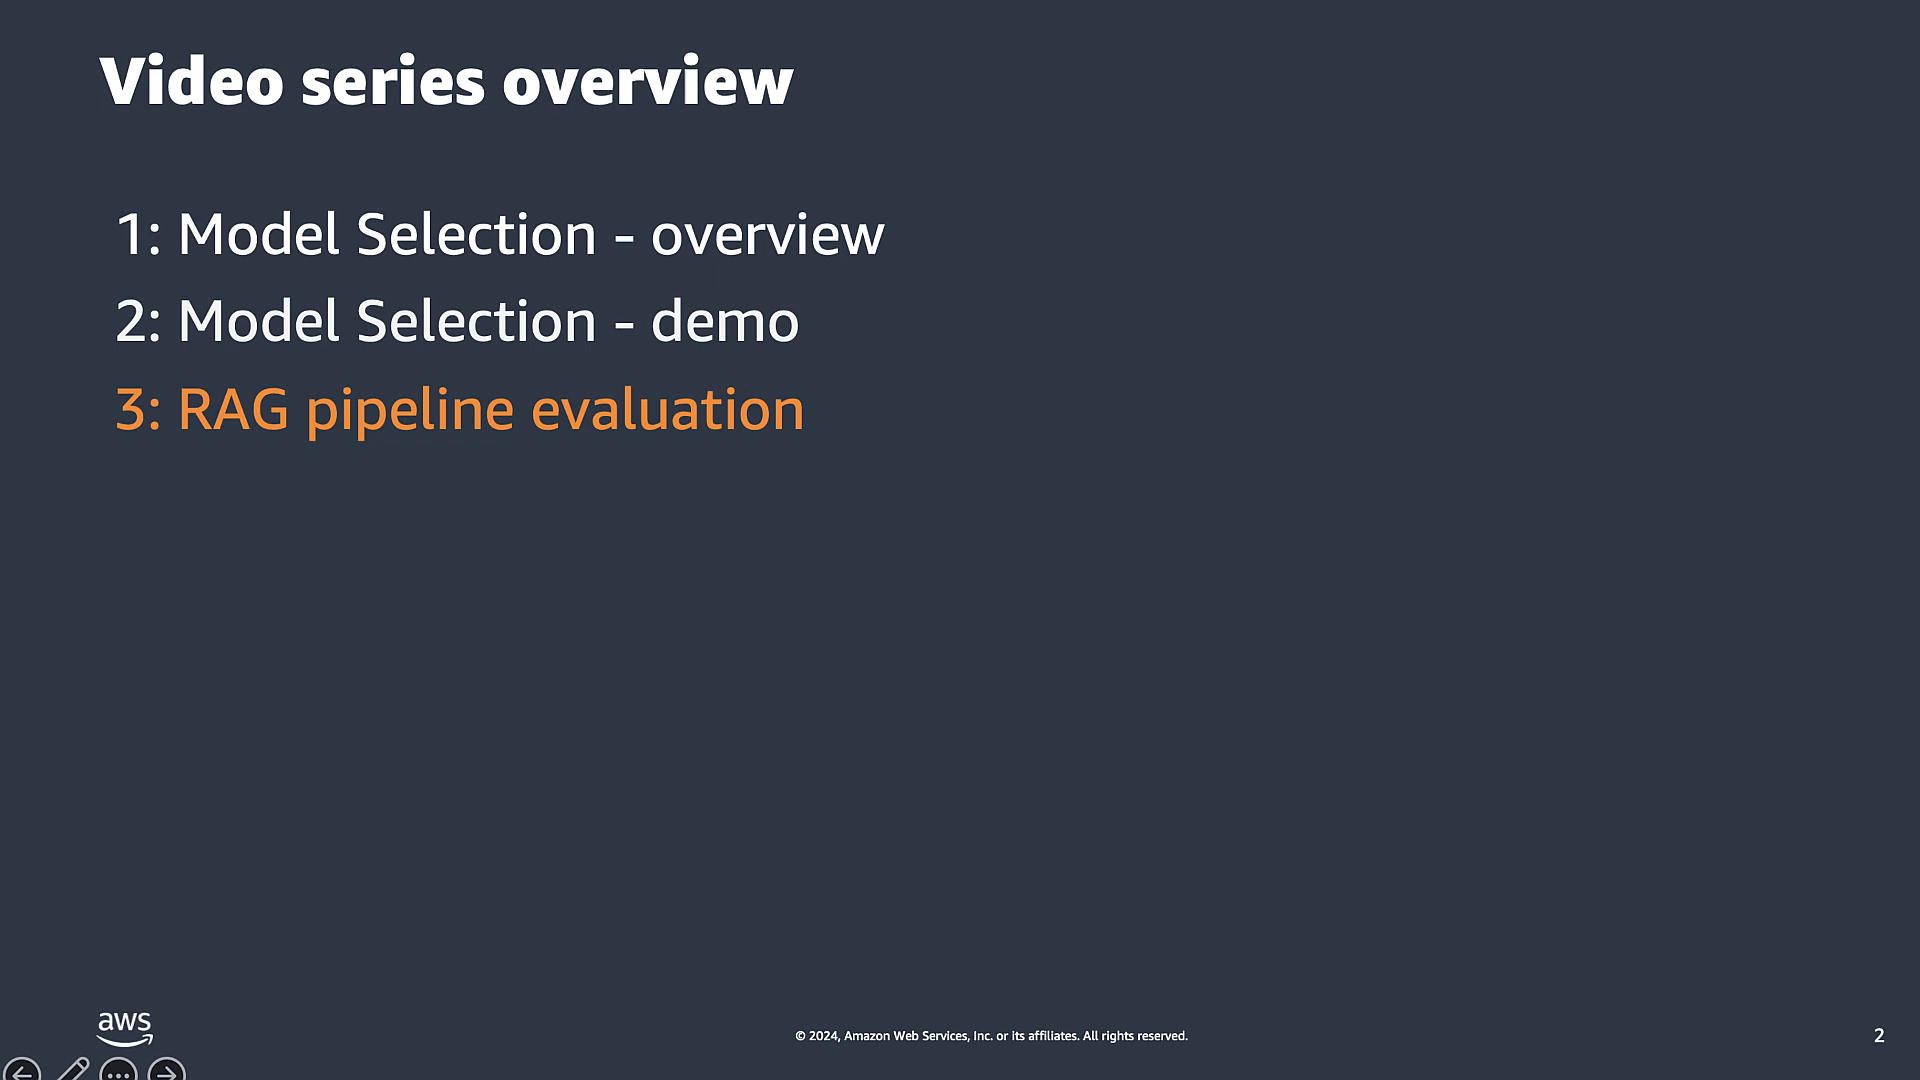 Video series overview
1: Model Selection - overview
2: Model Selection - demo
3: RAG pipeline evaluation
aws
© 2024, Amazon Web Services, Inc. or its affiliates. All rights reserved.
2